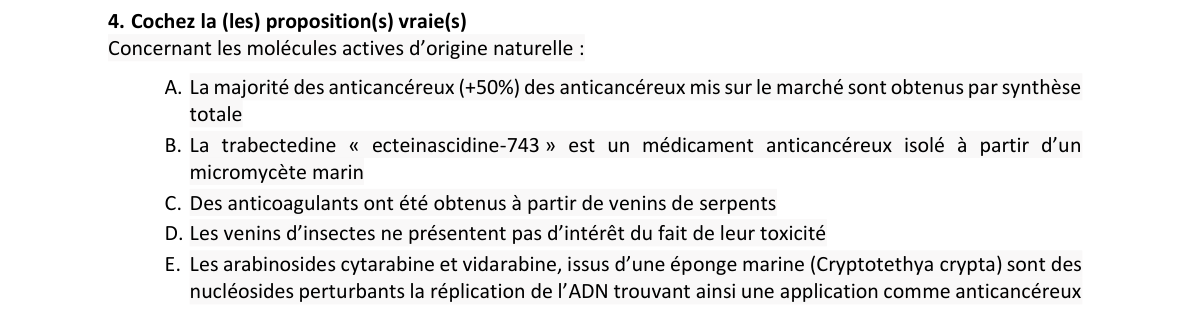 4. Cochez la (les) proposition(s) vraie(s)
Concernant les molécules actives d’origine naturelle :
A. La majorité des anticancéreux (+50%) des anticancéreux mis sur le marché sont obtenus par synthèse
totale
B. La trabectedine « ecteinascidine-743 » est un médicament anticancéreux isolé à partir d’un
micromycète marin
C. Des anticoagulants ont été obtenus à partir de venins de serpents
D. Les venins d’insectes ne présentent pas d’intérêt du fait de leur toxicité
E. Les arabinosides cytarabine et vidarabine, issus d’une éponge marine (Cryptotethya crypta) sont des
nucléosides perturbants la réplication de l’ADN trouvant ainsi une application comme anticancéreux